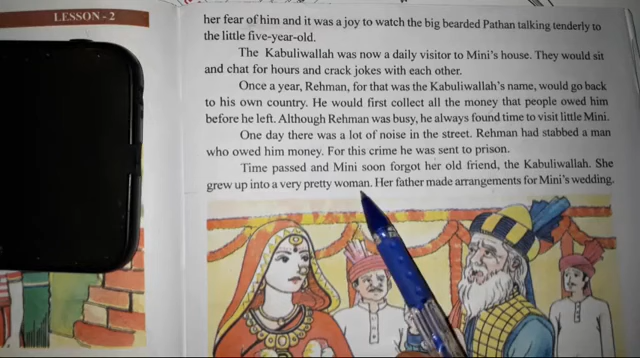 LESSON - 2
her fear of him and it was a joy to watch the big bearded Pathan talking tenderly to
the little five-year-old.
The Kabuliwallah was now a daily visitor to Mini's house. They would sit
and chat for hours and crack jokes with each other.
Once a year, Rehman, for that was the Kabuliwallah's name, would go back
to his own country. He would first collect all the money that people owed him
before he left. Although Rehman was busy, he always found time to visit little Mini.
One day there was a lot of noise in the street. Rehman had stabbed a man
who owed him money. For this crime he was sent to prison.
Time passed and Mini soon forgot her old friend, the Kabuliwallah. She
grew up into a very pretty woman. Her father made arrangements for Mini's wedding.